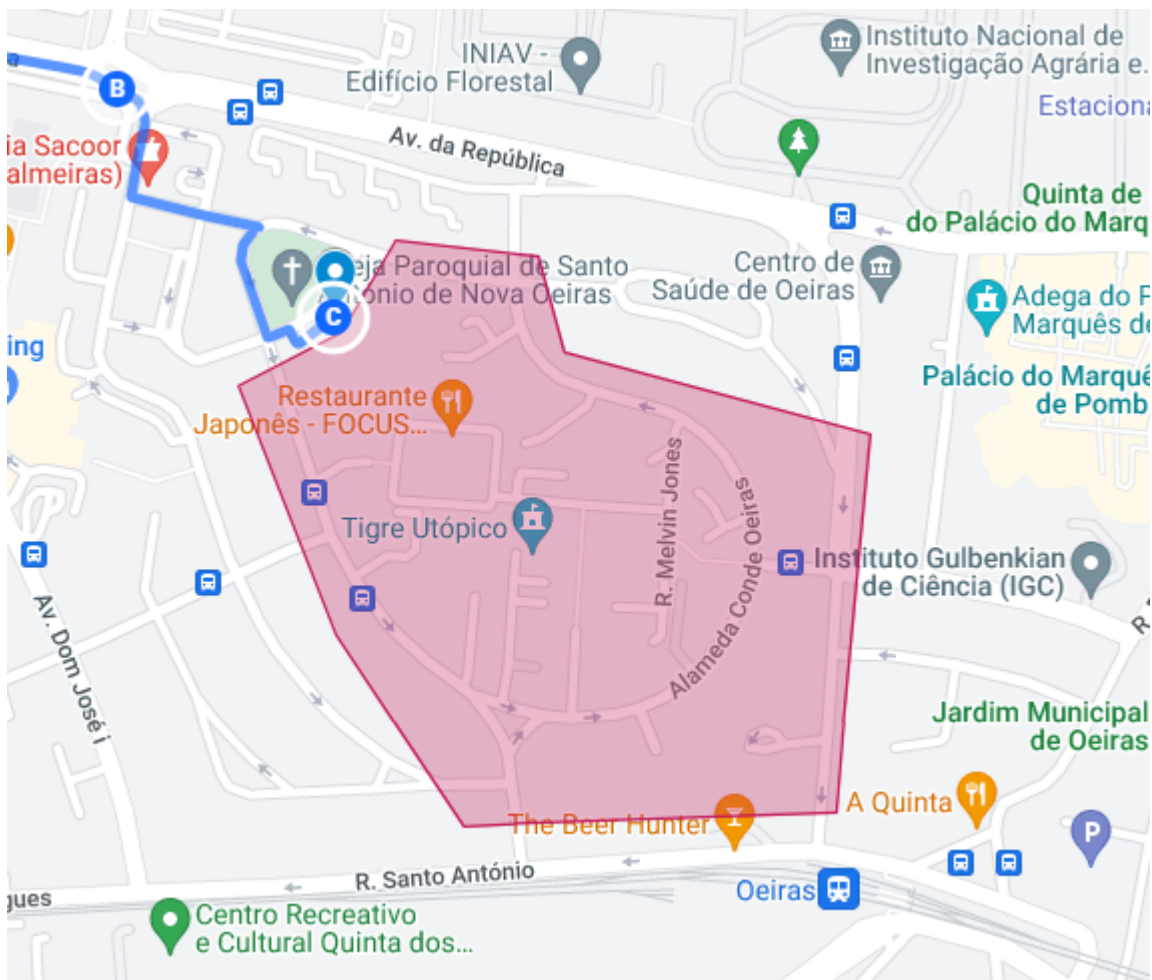 INIAV -
Edifício Florestal
Instituto Nacional de
Investigação Agrária e...
Estaciona
B
Av. da República
ia Sacoor
almeiras)
Quinta de
do Palácio do Marq
Paroquial de Santo
de Nova Oeiras
Centro de
Saúde de Oeiras
C
Adega do P
Marquês de
ing
Palácio do Marquê
de Pomb
Restaurante
Japonês - FOCUS...
R. Melvin Jones
Alameda Conde Oeiras
Tigre Utópico
Instituto Gulbenkian
de Ciência (IGC)
Av. Dom José i
Jardim Municipal
de Oeiras
The Beer Hunter
A Quinta
P
R. Santo António
Oeiras
gues
Centro Recreativo
e Cultural Quinta dos...